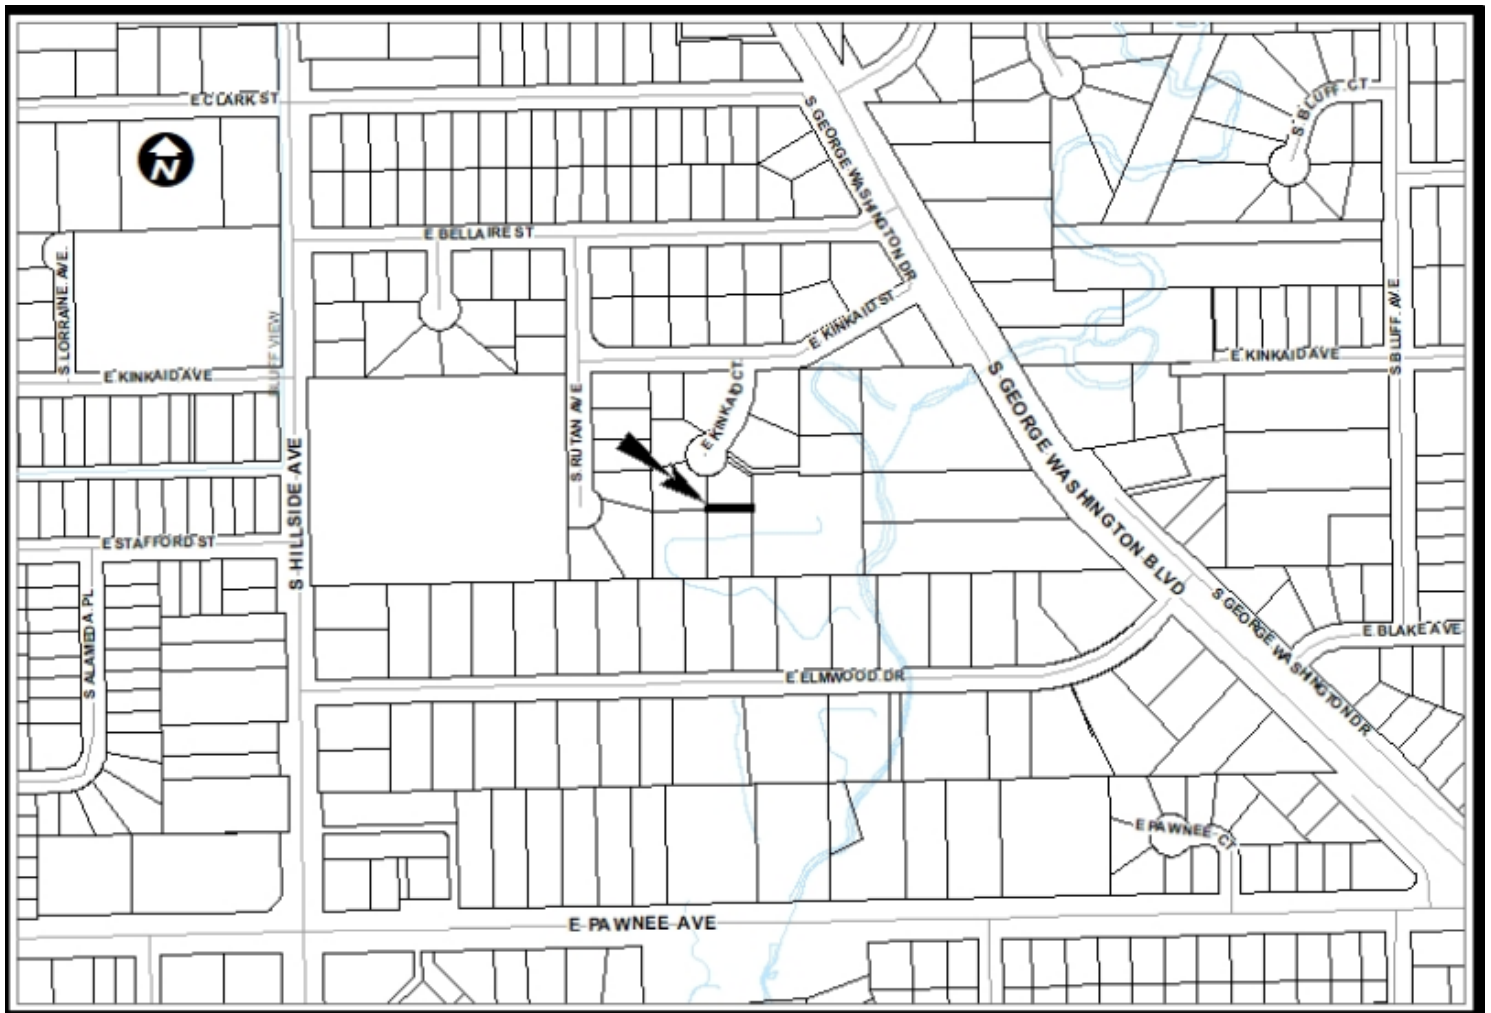 E CLARK ST
S BLUFF CT
S GEORGE WASHINGTON DR
N
E BELLAIRE ST
S LORRAINE AVE
S BLUFF AVE
E KINKAID ST
BLUFF VIEW
E KINKAID AVE
E KINKAID AVE
E KINKAID CT
S RUTAN AVE
S GEORGE WASHINGTON BLVD
S HILLSIDE AVE
E STAFFORD ST
S ALAMEDA PL
S GEORGE WASHINGTON DR
E BLAKE AVE
E ELMWOOD DR
E PAWNEE CT
E PAWNEE AVE